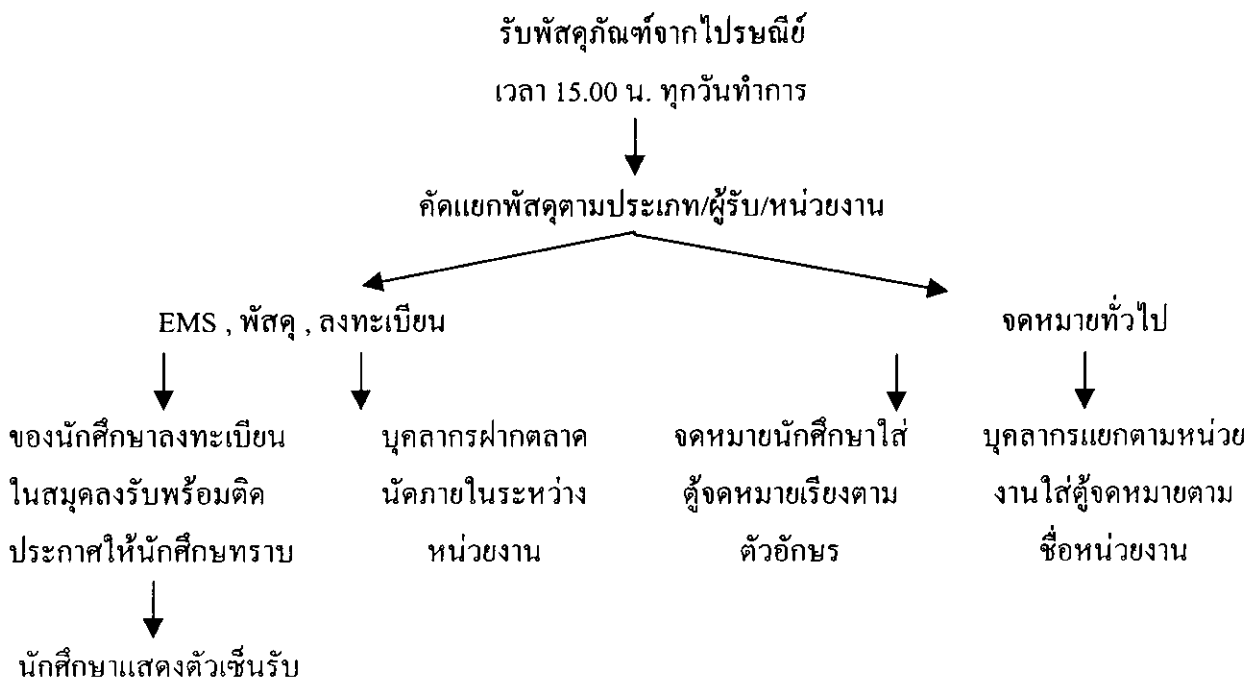 รับพัสดุภัณฑ์จากไปรษณีย์
เวลา 15.00 น. ทุกวันทำการ
คัดแยกพัสดุตามประเภท/ผู้รับ/หน่วยงาน
EMS , พัสดุ , ลงทะเบียน
จดหมายทั่วไป
ของนักศึกษาลงทะเบียน
ในสมุดลงรับพร้อมติด
ประกาศให้นักศึกษทราบ
บุคลากรฝากตลาด
นัดภายในระหว่าง
หน่วยงาน
จดหมายนักศึกษาใส่
ตู้จดหมายเรียงตาม
ตัวอักษร
บุคลากรแยกตามหน่วย
งานใส่ตู้จดหมายตาม
ชื่อหน่วยงาน
นักศึกษาแสดงตัวเซ็นรับ